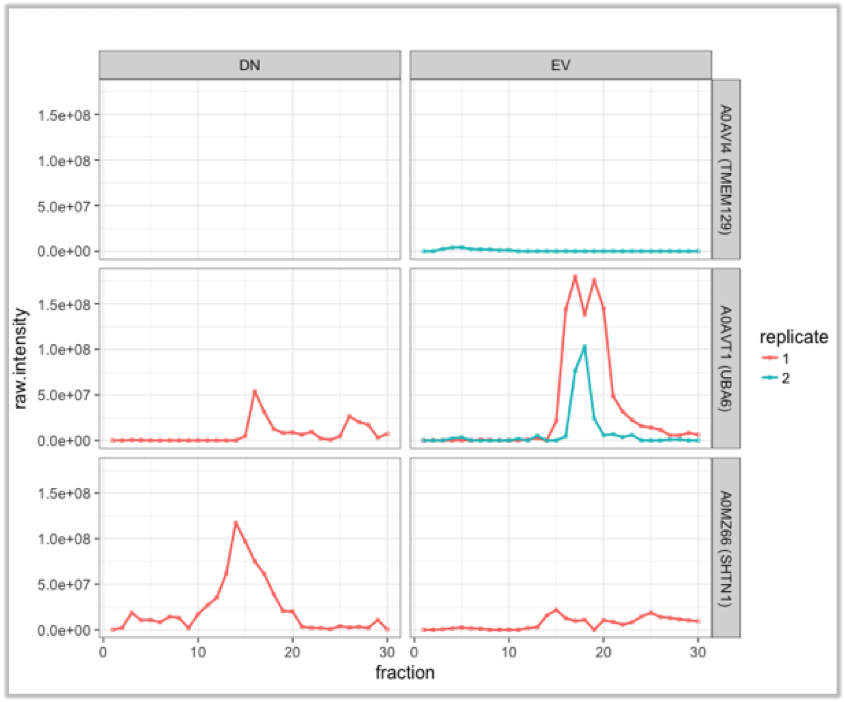 DN EV
1.5e+08
1.0e+08
5.0e+07
0.0e+00
A0AVI4 (TMEM129)
1.5e+08
1.0e+08
5.0e+07
0.0e+00
A0AVT1 (UBA6)
1.5e+08
1.0e+08
5.0e+07
0.0e+00
A0MZ66 (SHTN1)
raw.intensity
0 10 20 30 0 10 20 30
fraction
replicate
1
2